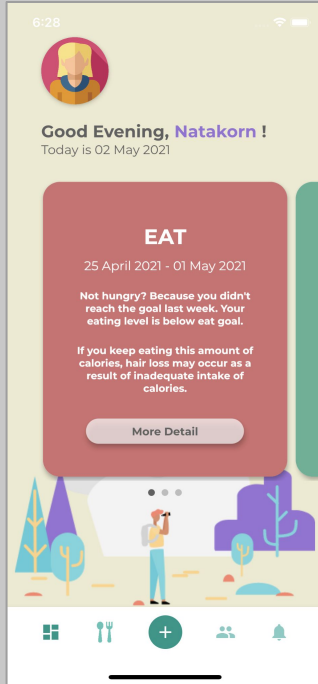 6:28
Good Evening, Natakorn !
Today is 02 May 2021
EAT
25 April 2021 - 01 May 2021
Not hungry? Because you didn't
reach the goal last week. Your
eating level is below eat goal.
If you keep eating this amount of
calories, hair loss may occur as a
result of inadequate intake of
calories.
More Detail